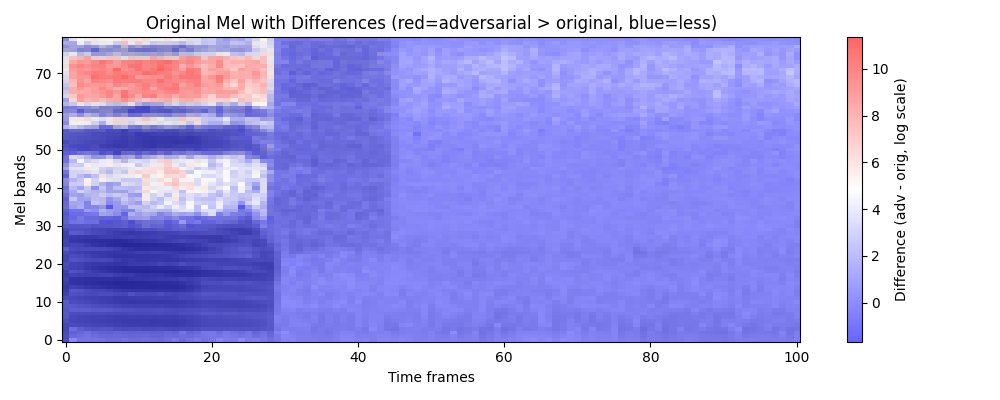 Original Mel with Differences (red=adversarial > original, blue=less)
70
60
50
40
30
20
10
0
Mel bands
0 20 40 60 80 100
Time frames
10
8
6
4
2
0
Difference (adv - orig, log scale)